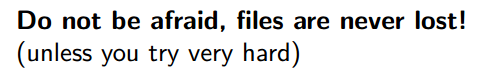 Do not be afraid, files are never lost!
(unless you try very hard)